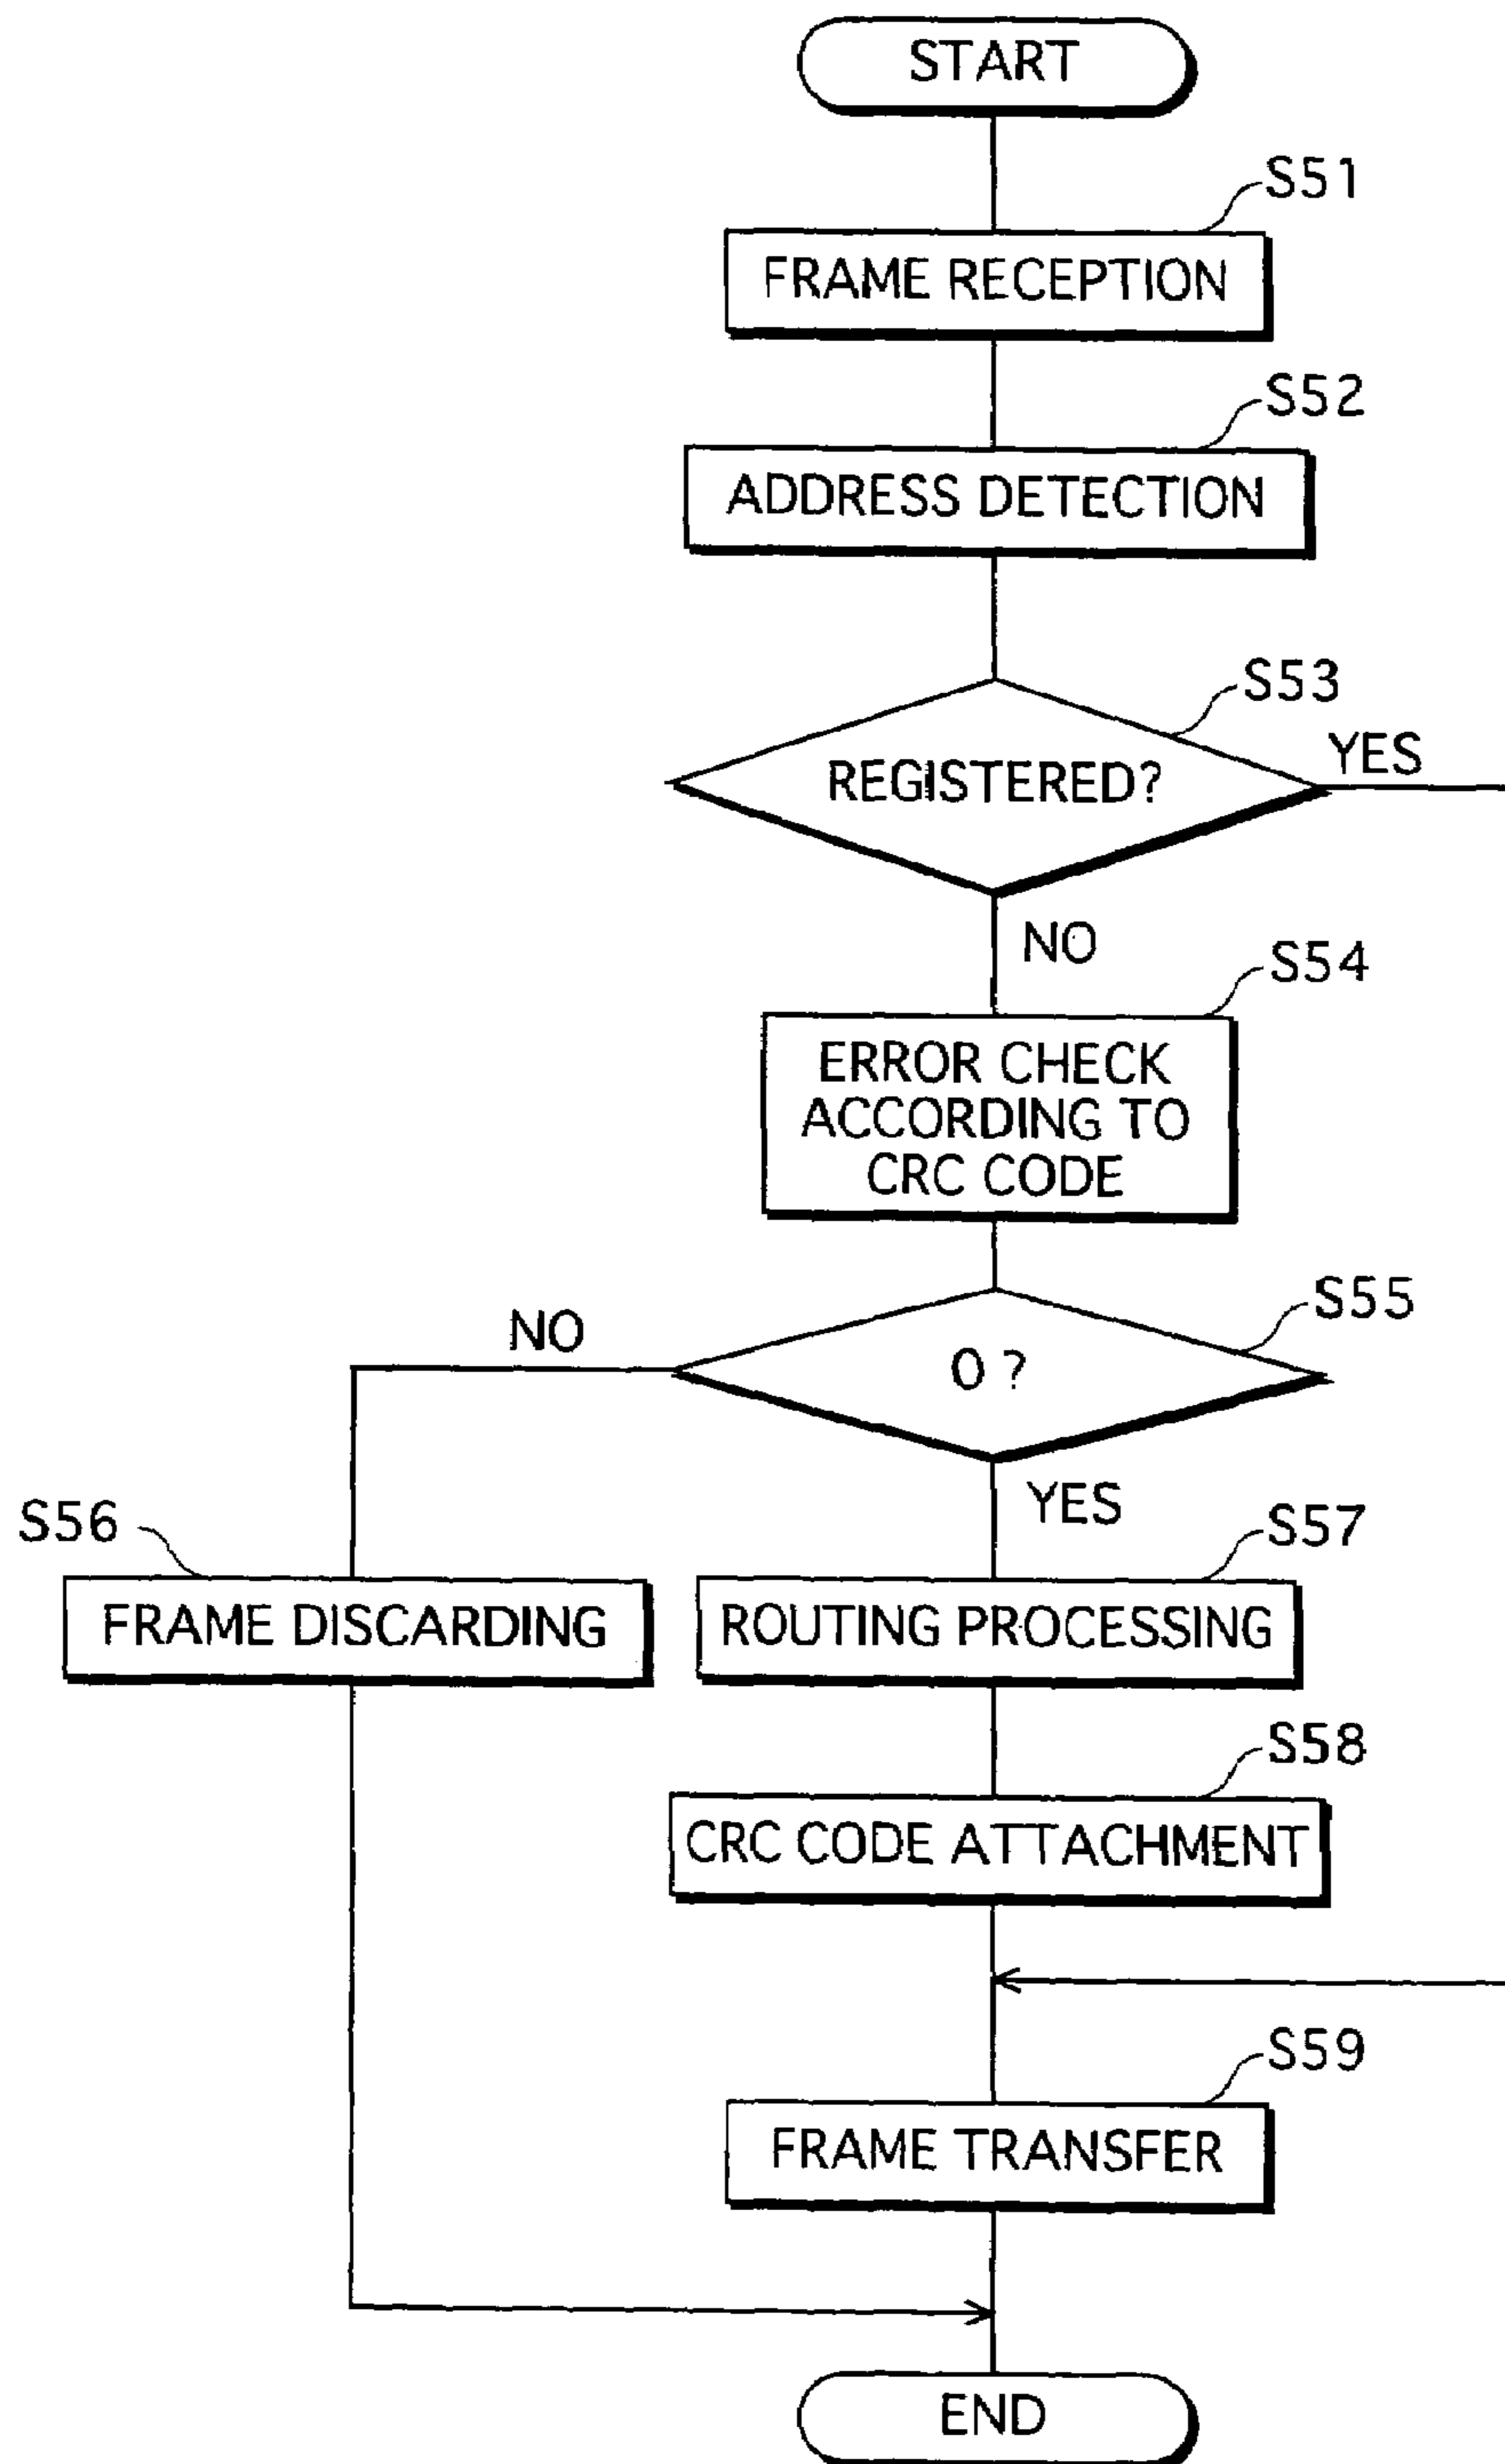 START
S51
FRAME RECEPTION
S52
ADDRESS DETECTION
S53
REGISTERED?
YES
NO
S54
ERROR CHECK
ACCORDING TO
CRC CODE
S55
0 ?
NO
YES
S56
FRAME DISCARDING
S57
ROUTING PROCESSING
S58
CRC CODE ATTACHMENT
S59
FRAME TRANSFER
END